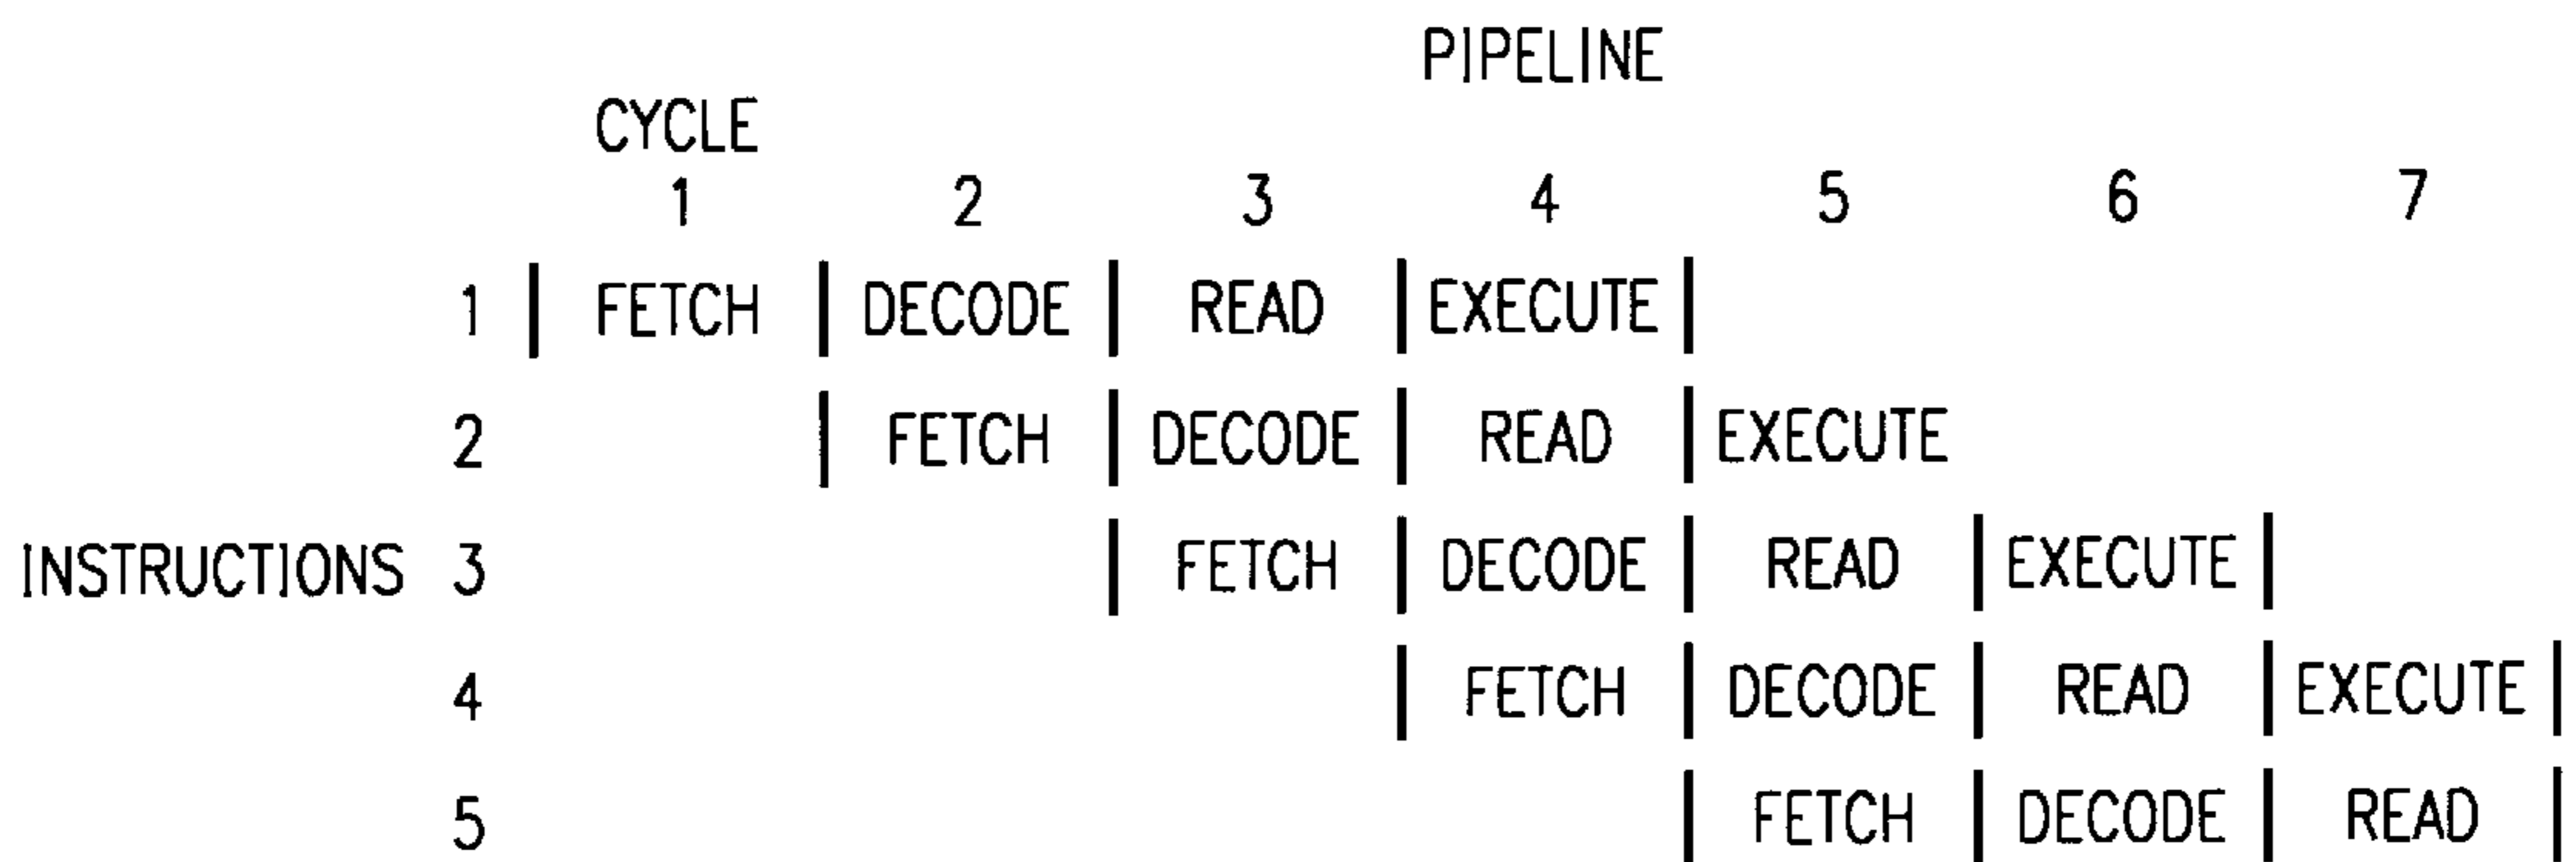 PIPELINE
CYCLE
1 2 3 4 5 6 7
1 | FETCH | DECODE | READ | EXECUTE |
2 | FETCH | DECODE | READ | EXECUTE
INSTRUCTIONS 3 | FETCH | DECODE | READ | EXECUTE |
4 | FETCH | DECODE | READ | EXECUTE |
5 | FETCH | DECODE | READ |